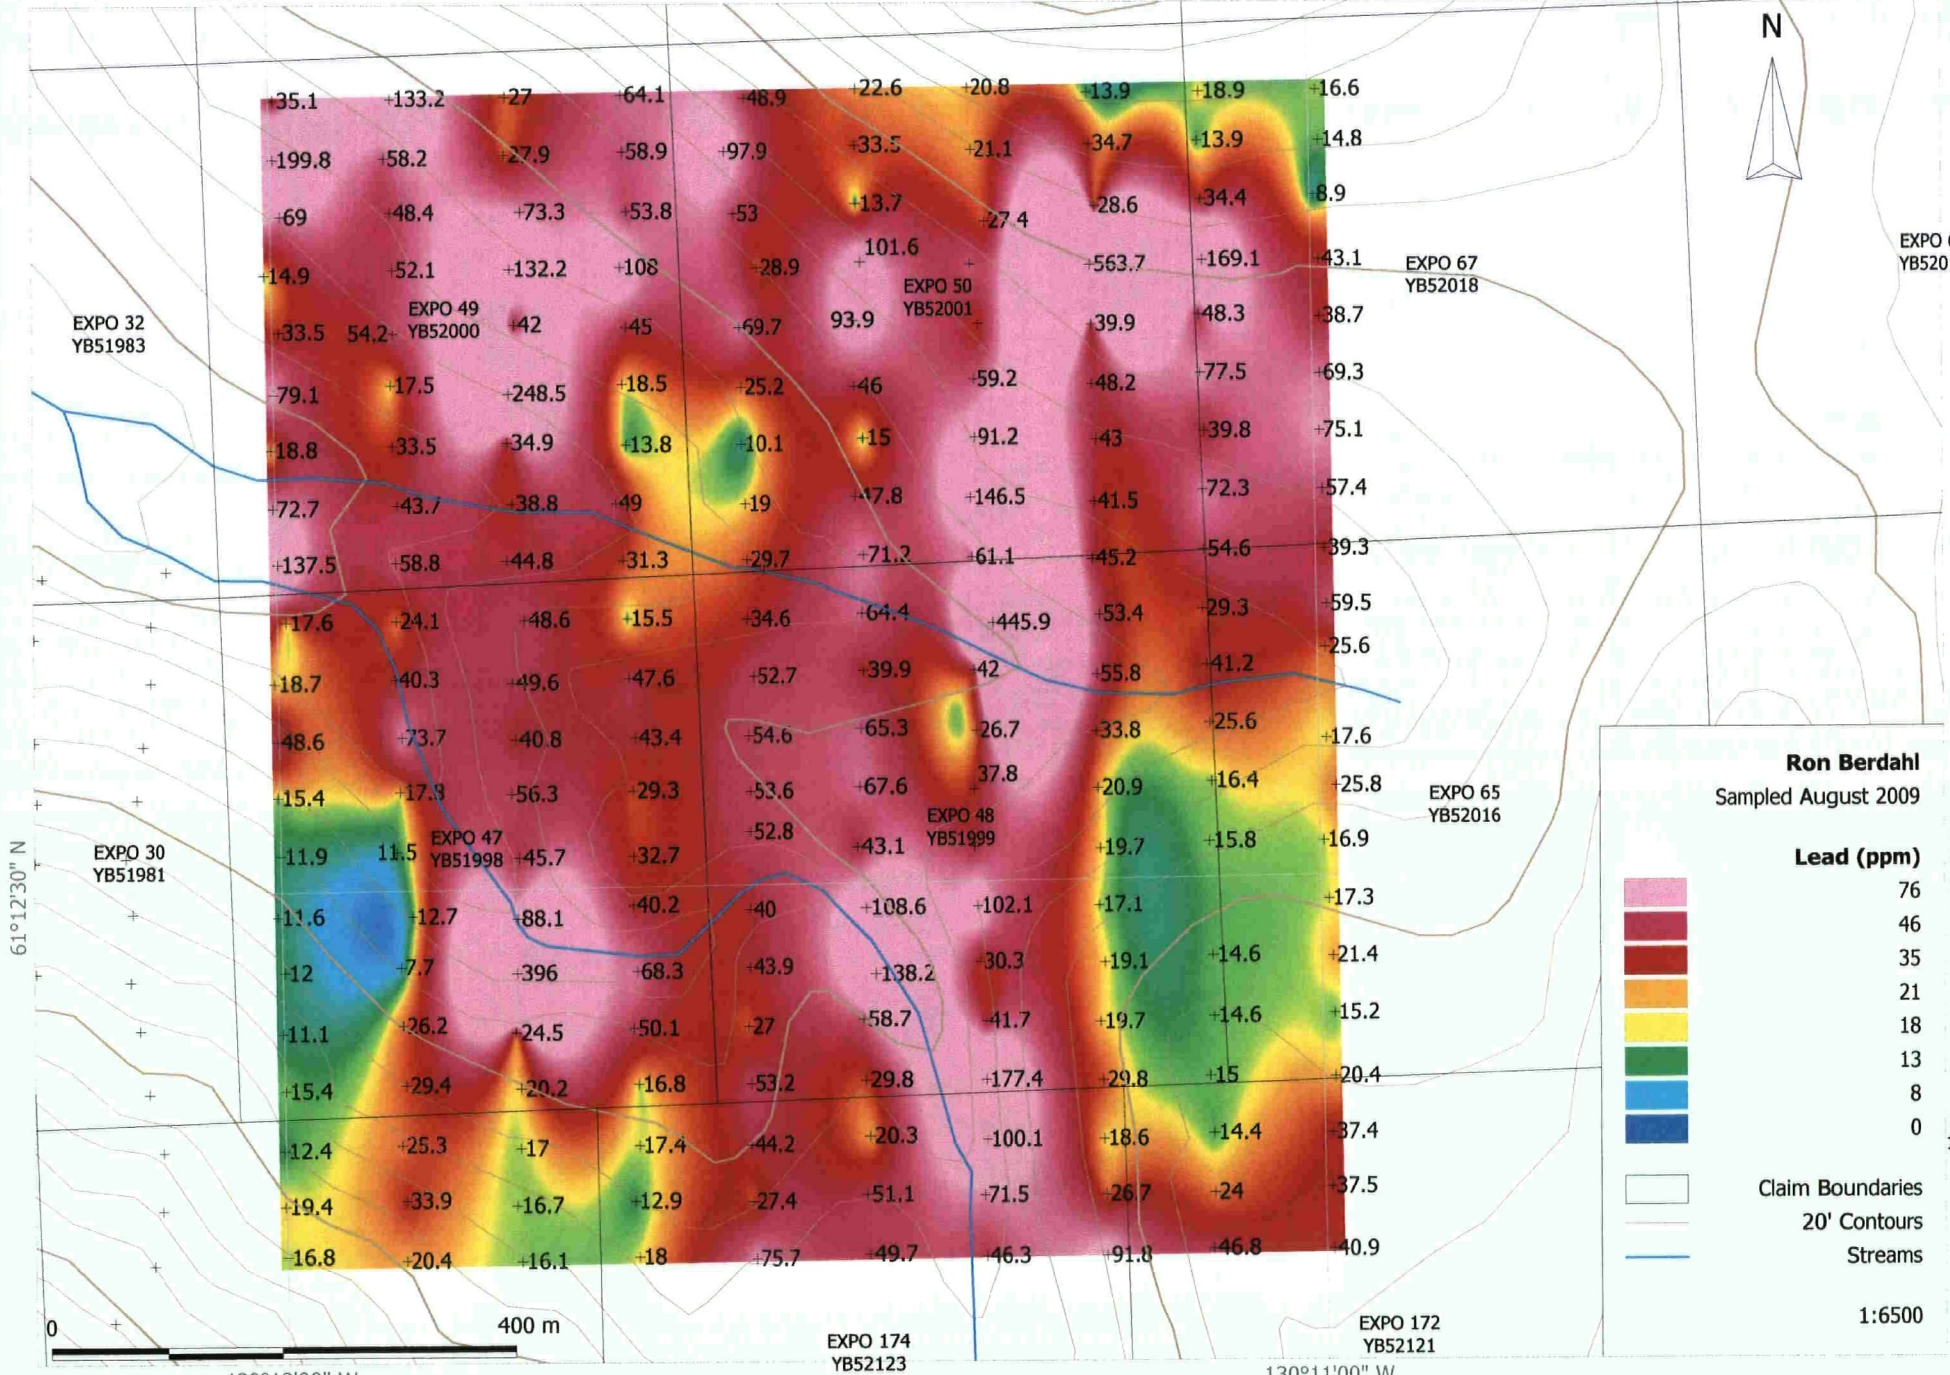 N
+35.1 +133.2 +27 +64.1 +48.9 +22.6 +20.8 +13.9 +18.9 +16.6
+199.8 +58.2 +27.9 +58.9 +97.9 +33.5 +21.1 +34.7 +13.9 +14.8
+69 +48.4 +73.3 +53.8 +53 +13.7 +27.4 +28.6 +34.4 +8.9
+14.9 +52.1 +132.2 +108 +28.9 101.6 +563.7 +169.1 +43.1
EXPO 67
YB52018
EXPO 50
YB52001
EXPO 49
YB52000
EXPO 32
YB51983
+33.5 54.2+ +42 +45 +69.7 93.9 +39.9 +48.3 +38.7
+79.1 +17.5 +248.5 +18.5 +25.2 +46 +59.2 +48.2 +77.5 +69.3
+18.8 +33.5 +34.9 +13.8 +10.1 +15 +91.2 +43 +39.8 +75.1
+72.7 +43.7 +38.8 +49 +19 +47.8 +146.5 +41.5 +72.3 +57.4
+137.5 +58.8 +44.8 +31.3 +29.7 +71.2 +61.1 +45.2 +54.6 +39.3
+17.6 +24.1 +48.6 +15.5 +34.6 +64.4 +445.9 +53.4 +29.3 +59.5
+25.6
+18.7 +40.3 +49.6 +47.6 +52.7 +39.9 +42 +55.8 +41.2
+48.6 +73.7 +40.8 +43.4 +54.6 +65.3 +26.7 +33.8 +25.6 +17.6
+15.4 +56.3 +29.3 +53.6 +67.6 37.8 +20.9 +16.4 +25.8
EXPO 65
YB52016
EXPO 48
YB51999
EXPO 47
YB51998
EXPO 30
YB51981
61°12'30" N
+11.9 11.5 +45.7 +32.7 +52.8 +43.1 +19.7 +15.8 +16.9
+11.6 +12.7 +88.1 +40.2 +40 +108.6 +102.1 +17.1 +17.3
+12 +7.7 +396 +68.3 +43.9 +138.2 +30.3 +19.1 +14.6 +21.4
+11.1 +26.2 +24.5 +50.1 +27 +58.7 +41.7 +19.7 +14.6 +15.2
+15.4 +29.4 +20.2 +16.8 +53.2 +29.8 +177.4 +29.8 +15 +20.4
+12.4 +25.3 +17 +17.4 +44.2 +20.3 +100.1 +18.6 +14.4 +37.4
+19.4 +33.9 +16.7 +12.9 +27.4 +51.1 +71.5 +26.7 +24 +37.5
+16.8 +20.4 +16.1 +18 +75.7 +49.7 +46.3 +91.8 +46.8 +40.9
0 400 m
EXPO 174
YB52123
EXPO 172
YB52121
130°11'00" W
Ron Berdahl
Sampled August 2009
Lead (ppm)
76
46
35
21
18
13
8
0
Claim Boundaries
20' Contours
Streams
1:6500